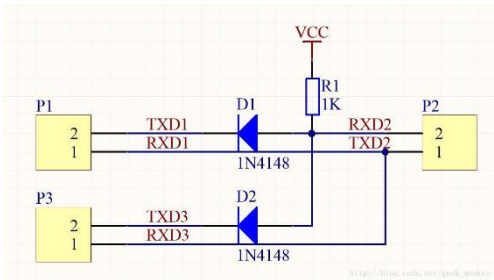 VCC
R1
1K
P1
D1
P2
2 TXD1 RXD2 2
1 RXD1 TXD2 1
1N4148
P3
D2
2 TXD3
1 RXD3
1N4148